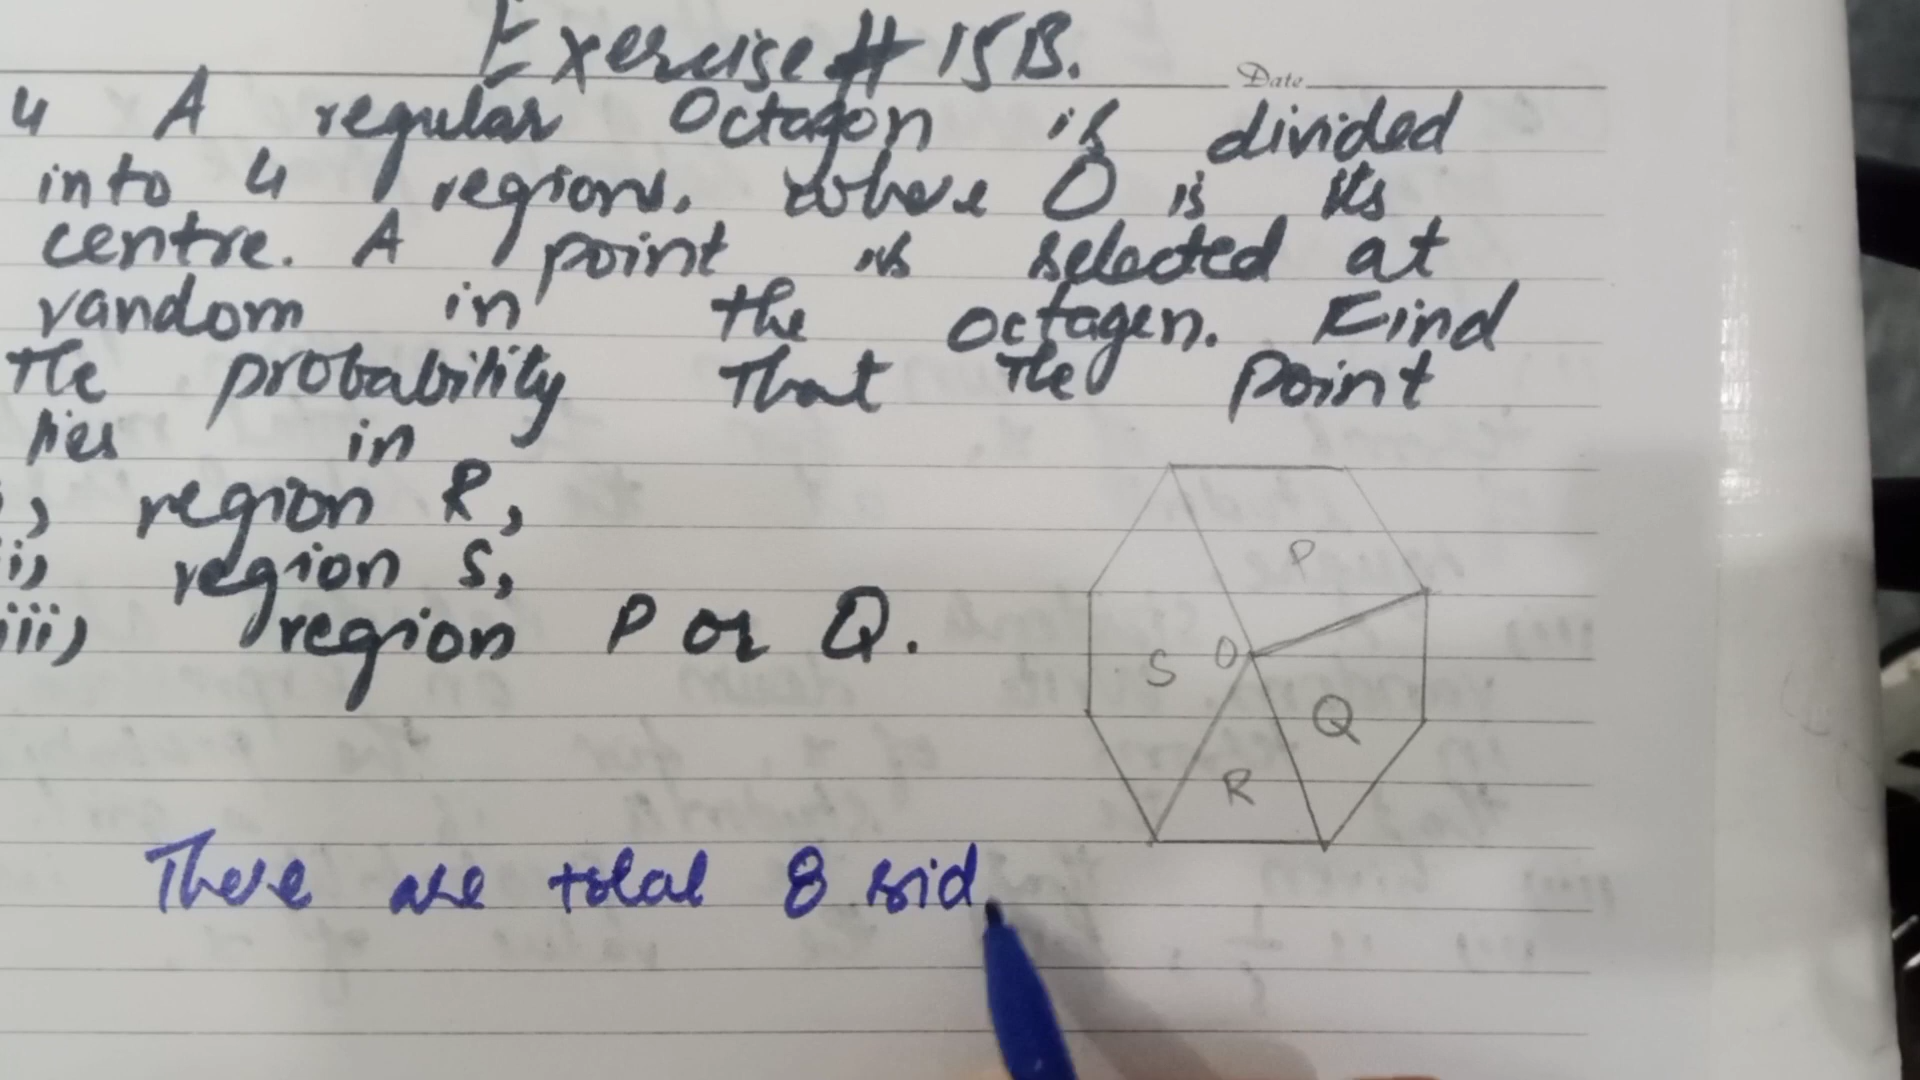 Exercise # 15B.
Date
4 A regular Octagon is divided
into 4 regions. where O is its
centre. A point is selected at
random in the octagen. Find
The probability That The Point
lies in
, region R,
i, region S,
iii, region P or Q.
P
S O
Q
R
There are total 8 sid